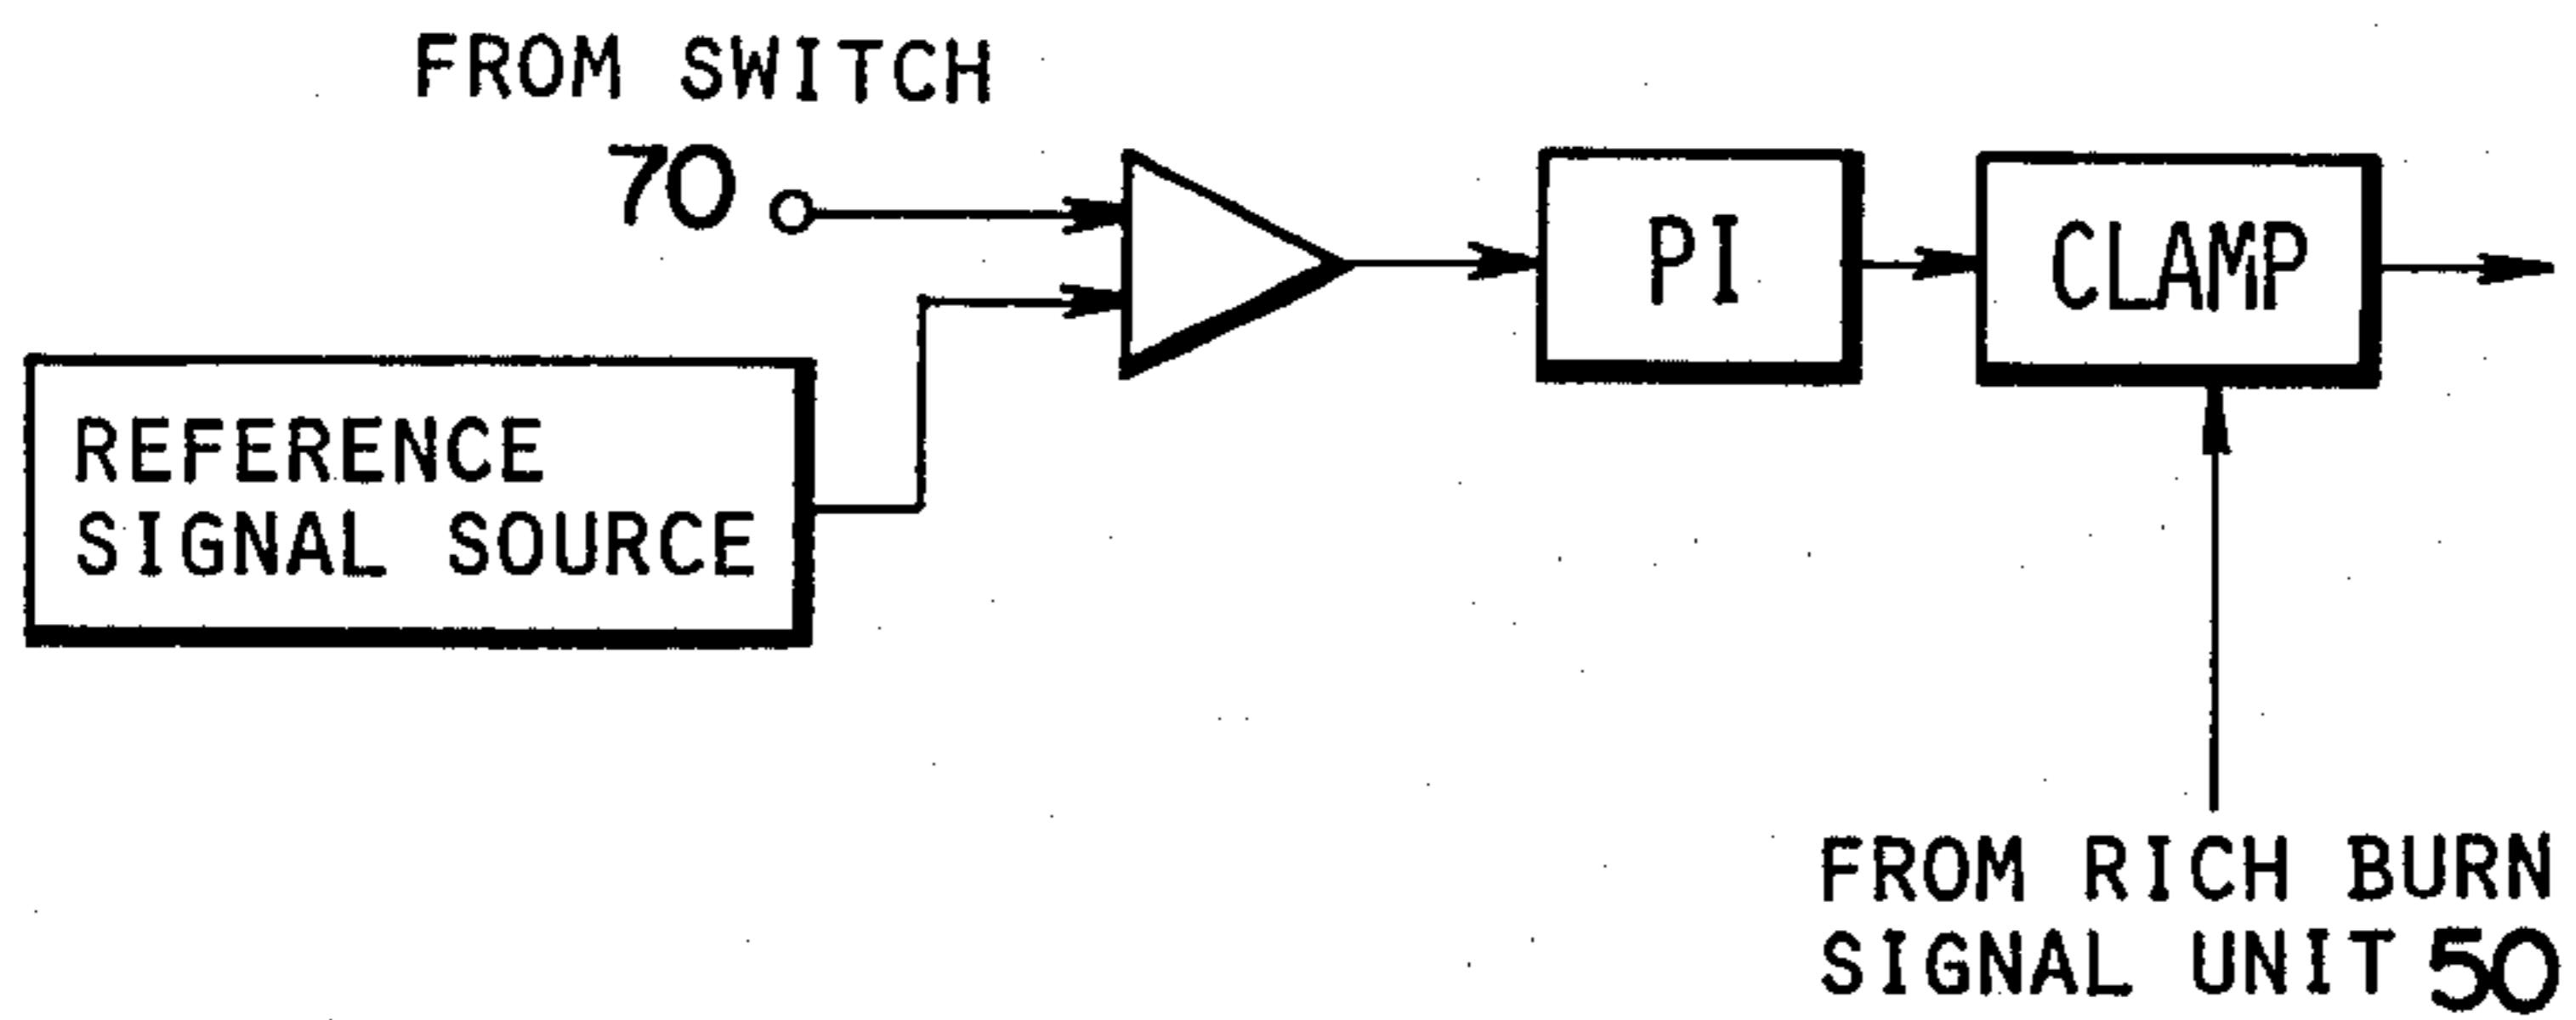 FROM SWITCH
70
PI
CLAMP
REFERENCE
SIGNAL SOURCE
FROM RICH BURN
SIGNAL UNIT 50